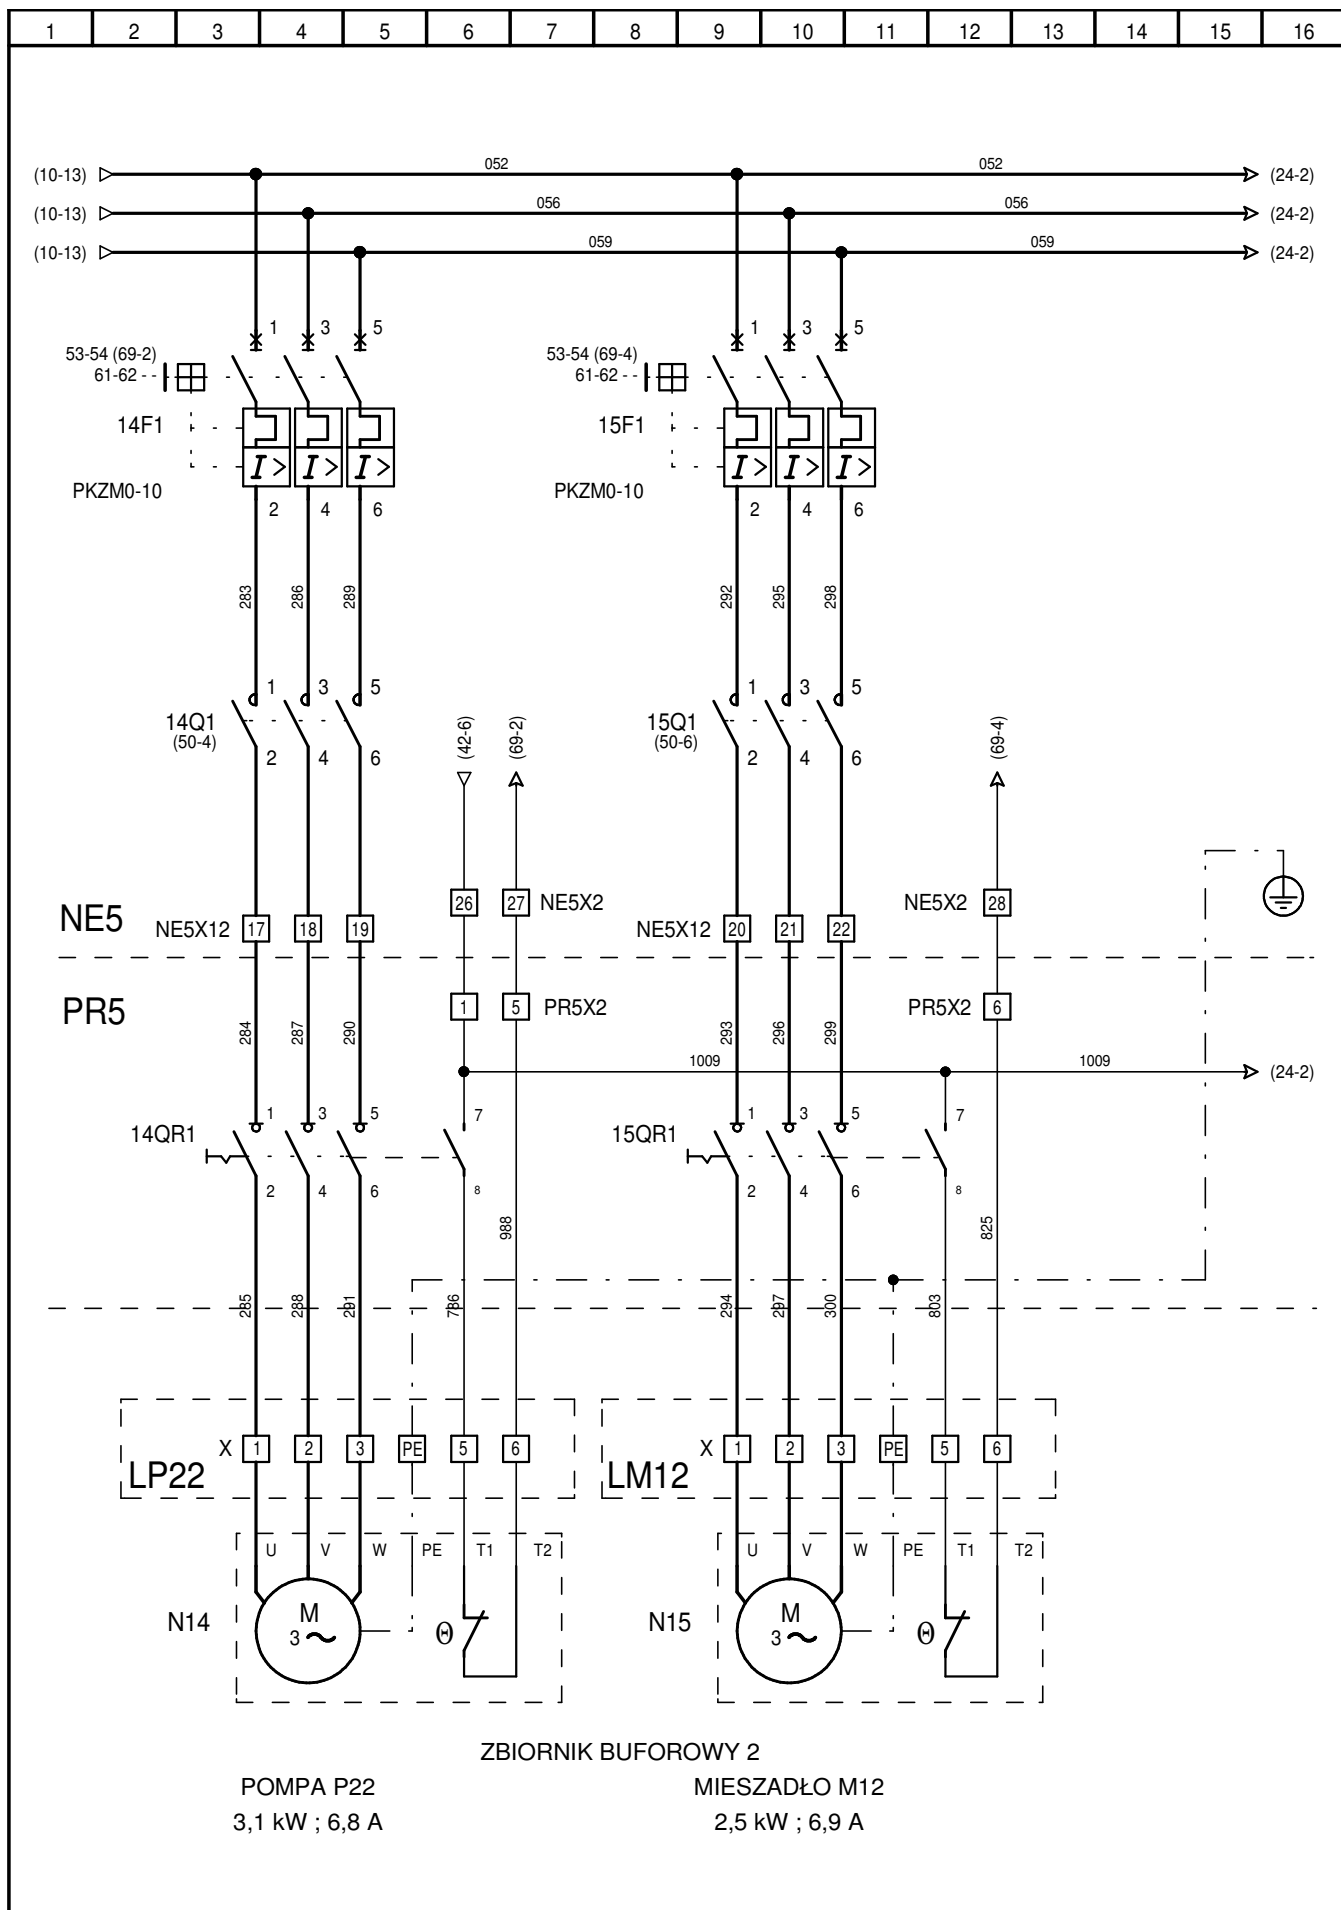 1 2 3 4 5 6 7 8 9 10 11 12 13 14 15 16
(10-13) 052 052 (24-2)
(10-13) 056 056 (24-2)
(10-13) 059 059 (24-2)
1 3 5 1 3 5
53-54 (69-2) 53-54 (69-4)
61-62 61-62
14F1 15F1
I > I > I > I > I > I >
PKZM0-10 PKZM0-10
2 4 6 2 4 6
283 286 289 292 295 298
1 3 5 1 3 5
14Q1 (42-6) (69-2) 15Q1 (69-4)
(50-4) (50-6)
2 4 6 2 4 6
26 27 NE5X2 NE5X2 28
NE5 NE5X12 17 18 19 NE5X12 20 21 22
PR5 1 5 PR5X2 PR5X2 6
284 287 290 293 296 299
1009 1009 (24-2)
1 3 5 7 1 3 5 7
14QR1 15QR1
2 4 6 8 2 4 6 8
988 825
285 288 291 786 294 297 300 803
X 1 2 3 PE 5 6 X 1 2 3 PE 5 6
LP22 LM12
U V W PE T1 T2 U V W PE T1 T2
N14 M Θ N15 M Θ
3 3
ZBIORNIK BUFOROWY 2
POMPA P22 MIESZADŁO M12
3,1 kW ; 6,8 A 2,5 kW ; 6,9 A